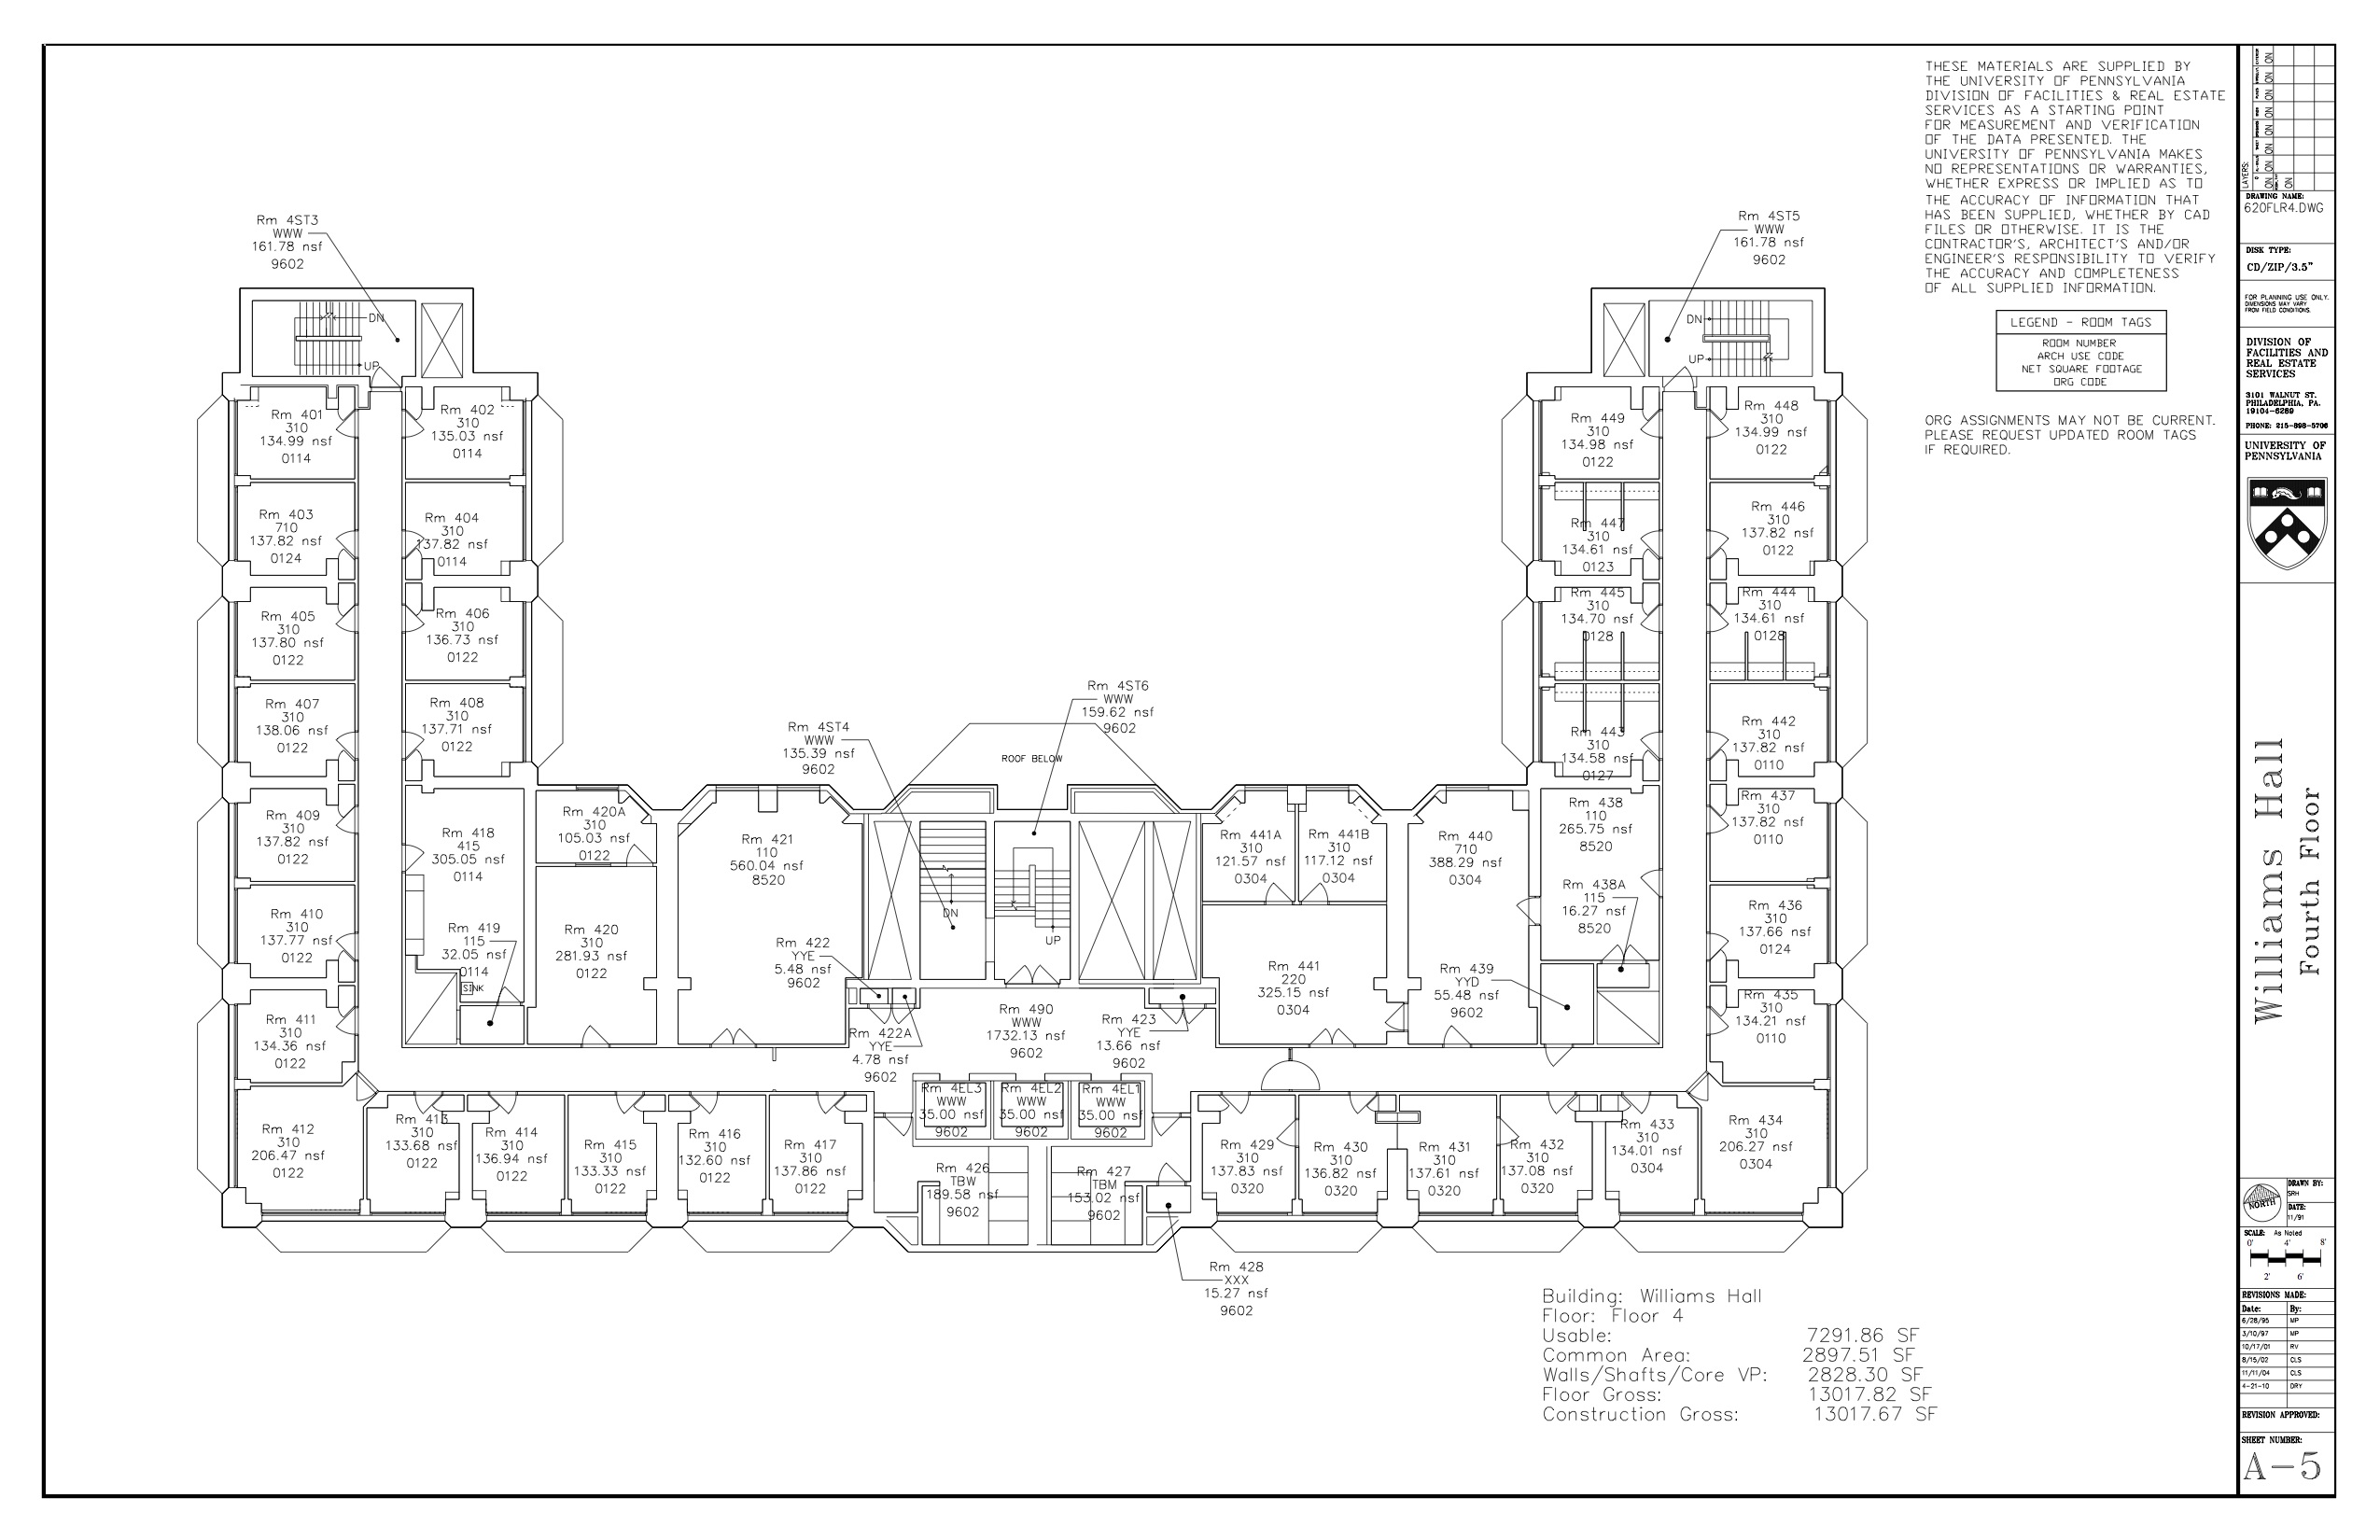 THESE MATERIALS ARE SUPPLIED BY
THE UNIVERSITY OF PENNSYLVANIA
DIVISION OF FACILITIES & REAL ESTATE
SERVICES AS A STARTING POINT
FOR MEASUREMENT AND VERIFICATION
OF THE DATA PRESENTED. THE
UNIVERSITY OF PENNSYLVANIA MAKES
NO REPRESENTATIONS OR WARRANTIES,
WHETHER EXPRESS OR IMPLIED AS TO
THE ACCURACY OF INFORMATION THAT
HAS BEEN SUPPLIED, WHETHER BY CAD
FILES OR OTHERWISE. IT IS THE
CONTRACTOR'S, ARCHITECT'S AND/OR
ENGINEER'S RESPONSIBILITY TO VERIFY
THE ACCURACY AND COMPLETENESS
OF ALL SUPPLIED INFORMATION.
LEGEND - ROOM TAGS
ROOM NUMBER
ARCH USE CODE
NET SQUARE FOOTAGE
ORG CODE
ORG ASSIGNMENTS MAY NOT BE CURRENT.
PLEASE REQUEST UPDATED ROOM TAGS
IF REQUIRED.
Rm 4ST3
WWW
161.78 nsf
9602
DN
UP
Rm 4ST5
WWW
161.78 nsf
9602
DN
UP
Rm 401
310
134.99 nsf
0114
Rm 402
310
135.03 nsf
0114
Rm 403
710
137.82 nsf
0124
Rm 404
310
137.82 nsf
0114
Rm 405
310
137.80 nsf
0122
Rm 406
310
136.73 nsf
0122
Rm 407
310
138.06 nsf
0122
Rm 408
310
137.71 nsf
0122
Rm 409
310
137.82 nsf
0122
Rm 410
310
137.77 nsf
0122
Rm 411
310
134.36 nsf
0122
Rm 412
310
206.47 nsf
0122
Rm 413
310
133.68 nsf
0122
Rm 414
310
136.94 nsf
0122
Rm 415
310
133.33 nsf
0122
Rm 416
310
132.60 nsf
0122
Rm 417
310
137.86 nsf
0122
Rm 418
415
305.05 nsf
0114
Rm 419
115
32.05 nsf
0114
SINK
Rm 420A
310
105.03 nsf
0122
Rm 420
310
281.93 nsf
0122
Rm 421
110
560.04 nsf
8520
Rm 422
YYE
5.48 nsf
9602
Rm 422A
YYE
4.78 nsf
9602
Rm 4ST4
WWW
135.39 nsf
9602
DN
Rm 4ST6
WWW
159.62 nsf
9602
UP
ROOF BELOW
Rm 490
WWW
1732.13 nsf
9602
Rm 423
YYE
13.66 nsf
9602
Rm 4EL3
WWW
35.00 nsf
9602
Rm 4EL2
WWW
35.00 nsf
9602
Rm 4EL1
WWW
35.00 nsf
9602
Rm 426
TBW
189.58 nsf
9602
Rm 427
TBM
153.02 nsf
9602
Rm 428
XXX
15.27 nsf
9602
Rm 429
310
137.83 nsf
0320
Rm 430
310
136.82 nsf
0320
Rm 431
310
137.61 nsf
0320
Rm 432
310
137.08 nsf
0320
Rm 433
310
134.01 nsf
0304
Rm 434
310
206.27 nsf
0304
Rm 435
310
134.21 nsf
0110
Rm 436
310
137.66 nsf
0124
Rm 437
310
137.82 nsf
0110
Rm 438
110
265.75 nsf
8520
Rm 438A
115
16.27 nsf
8520
Rm 439
YYD
55.48 nsf
9602
Rm 440
710
388.29 nsf
0304
Rm 441A
310
121.57 nsf
0304
Rm 441B
310
117.12 nsf
0304
Rm 441
220
325.15 nsf
0304
Rm 442
310
137.82 nsf
0110
Rm 443
310
134.58 nsf
0127
Rm 444
310
134.61 nsf
0128
Rm 445
310
134.70 nsf
0128
Rm 446
310
137.82 nsf
0122
Rm 447
310
134.61 nsf
0123
Rm 448
310
134.99 nsf
0122
Rm 449
310
134.98 nsf
0122
Building: Williams Hall
Floor: Floor 4
Usable: 7291.86 SF
Common Area: 2897.51 SF
Walls/Shafts/Core VP: 2828.30 SF
Floor Gross: 13017.82 SF
Construction Gross: 13017.67 SF
LAYERS:
ON
ON
ON
ON
ON
ON
ON
ON
DRAWING NAME:
620FLR4.DWG
DISK TYPE:
CD/ZIP/3.5"
FOR PLANNING USE ONLY.
DIMENSIONS MAY VARY
FROM FIELD CONDITIONS.
DIVISION OF
FACILITIES AND
REAL ESTATE
SERVICES
3101 WALNUT ST.
PHILADELPHIA, PA.
19104-6289
PHONE: 215-898-5706
UNIVERSITY OF
PENNSYLVANIA
Williams Hall
Fourth Floor
NORTH
DRAWN BY:
SRH
DATE:
11/91
SCALE: As Noted
0' 4' 8'
2' 6'
REVISIONS MADE:
Date: By:
6/28/95 MP
3/10/97 MP
10/17/01 RV
8/15/02 CLS
11/11/04 CLS
4-21-10 DRY
REVISION APPROVED:
SHEET NUMBER:
A-5